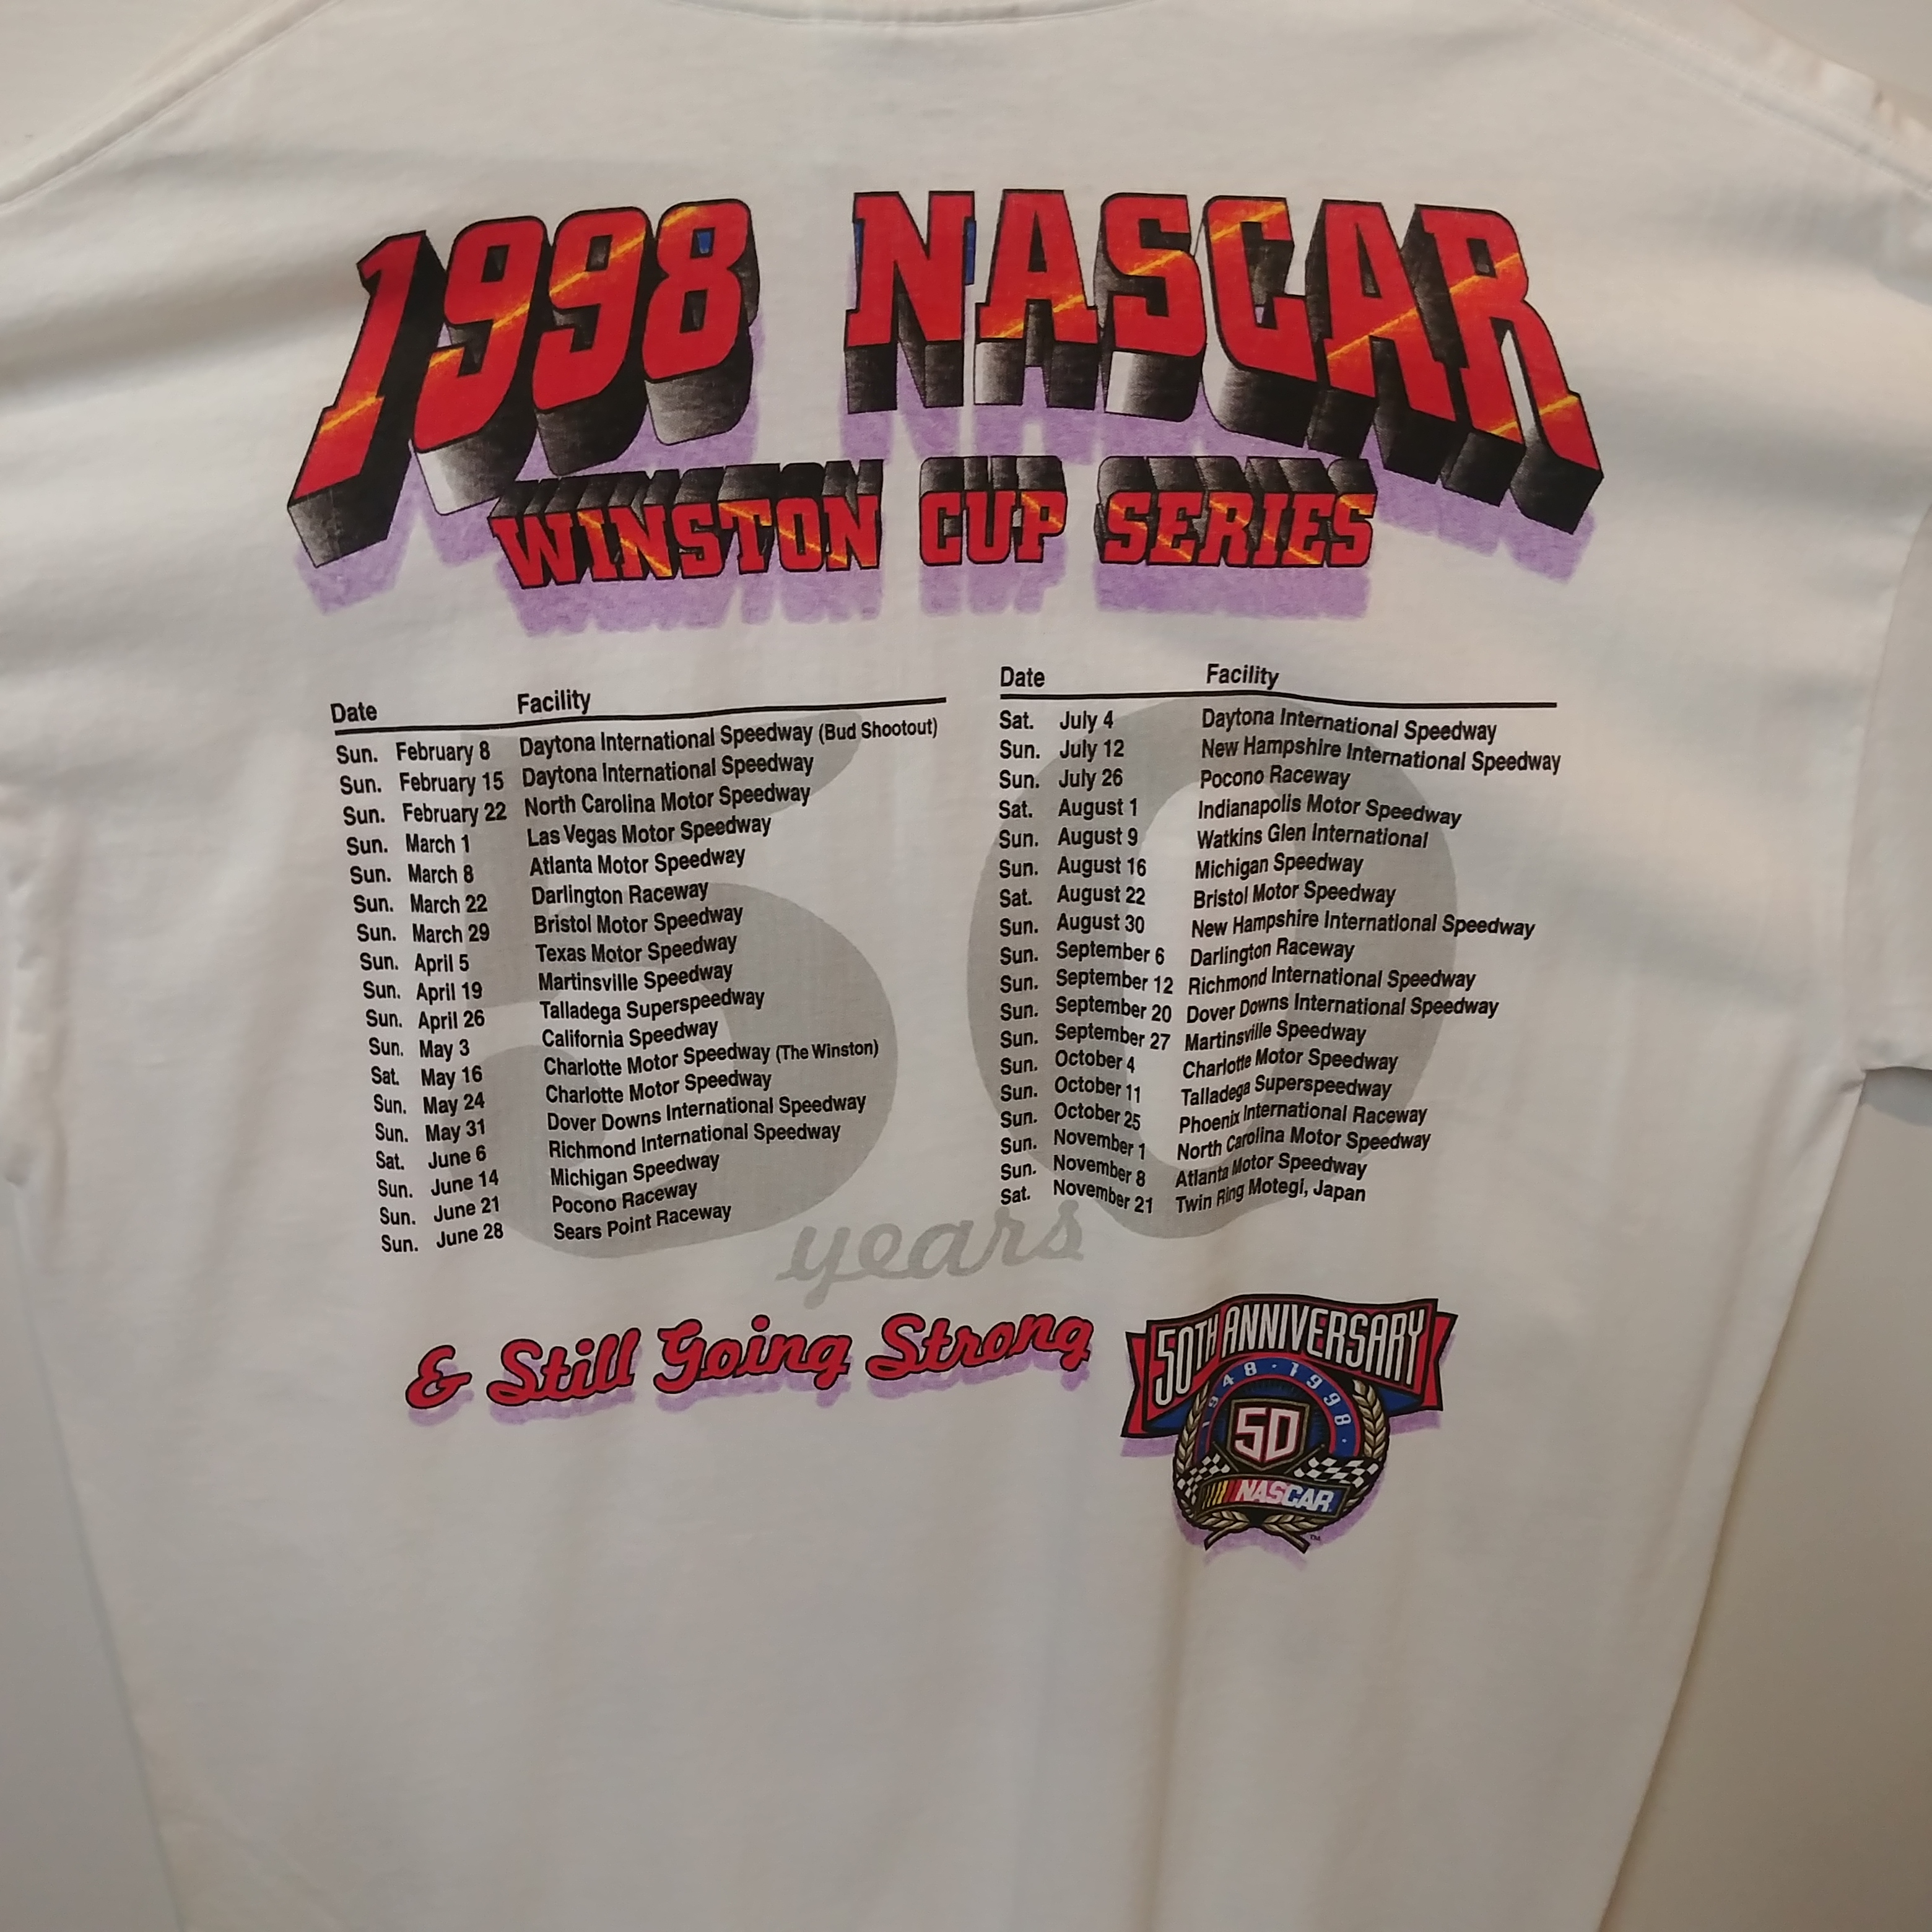 1998 NASCAR
WINSTON CUP SERIES
Date Facility
Sun. February 8 Daytona International Speedway (Bud Shootout)
Sun. February 15 Daytona International Speedway
Sun. February 22 North Carolina Motor Speedway
Sun. March 1 Las Vegas Motor Speedway
Sun. March 8 Atlanta Motor Speedway
Sun. March 22 Darlington Raceway
Sun. March 29 Bristol Motor Speedway
Sun. April 5 Texas Motor Speedway
Sun. April 19 Martinsville Speedway
Sun. April 26 Talladega Superspeedway
Sun. May 3 California Speedway
Sat. May 16 Charlotte Motor Speedway (The Winston)
Sun. May 24 Charlotte Motor Speedway
Sun. May 31 Dover Downs International Speedway
Sat. June 6 Richmond International Speedway
Sun. June 14 Michigan Speedway
Sun. June 21 Pocono Raceway
Sun. June 28 Sears Point Raceway
Date Facility
Sat. July 4 Daytona International Speedway
Sun. July 12 New Hampshire International Speedway
Sun. July 26 Pocono Raceway
Sat. August 1 Indianapolis Motor Speedway
Sun. August 9 Watkins Glen International
Sun. August 16 Michigan Speedway
Sat. August 22 Bristol Motor Speedway
Sun. August 30 New Hampshire International Speedway
Sun. September 6 Darlington Raceway
Sun. September 12 Richmond International Speedway
Sun. September 20 Dover Downs International Speedway
Sun. September 27 Martinsville Speedway
Sun. October 4 Charlotte Motor Speedway
Sun. October 11 Talladega Superspeedway
Sun. October 25 Phoenix International Raceway
Sun. November 1 North Carolina Motor Speedway
Sun. November 8 Atlanta Motor Speedway
Sat. November 21 Twin Ring Motegi, Japan
50
years
& Still Going Strong
50TH ANNIVERSARY
1948 · 1998 ·
50
NASCAR
TM